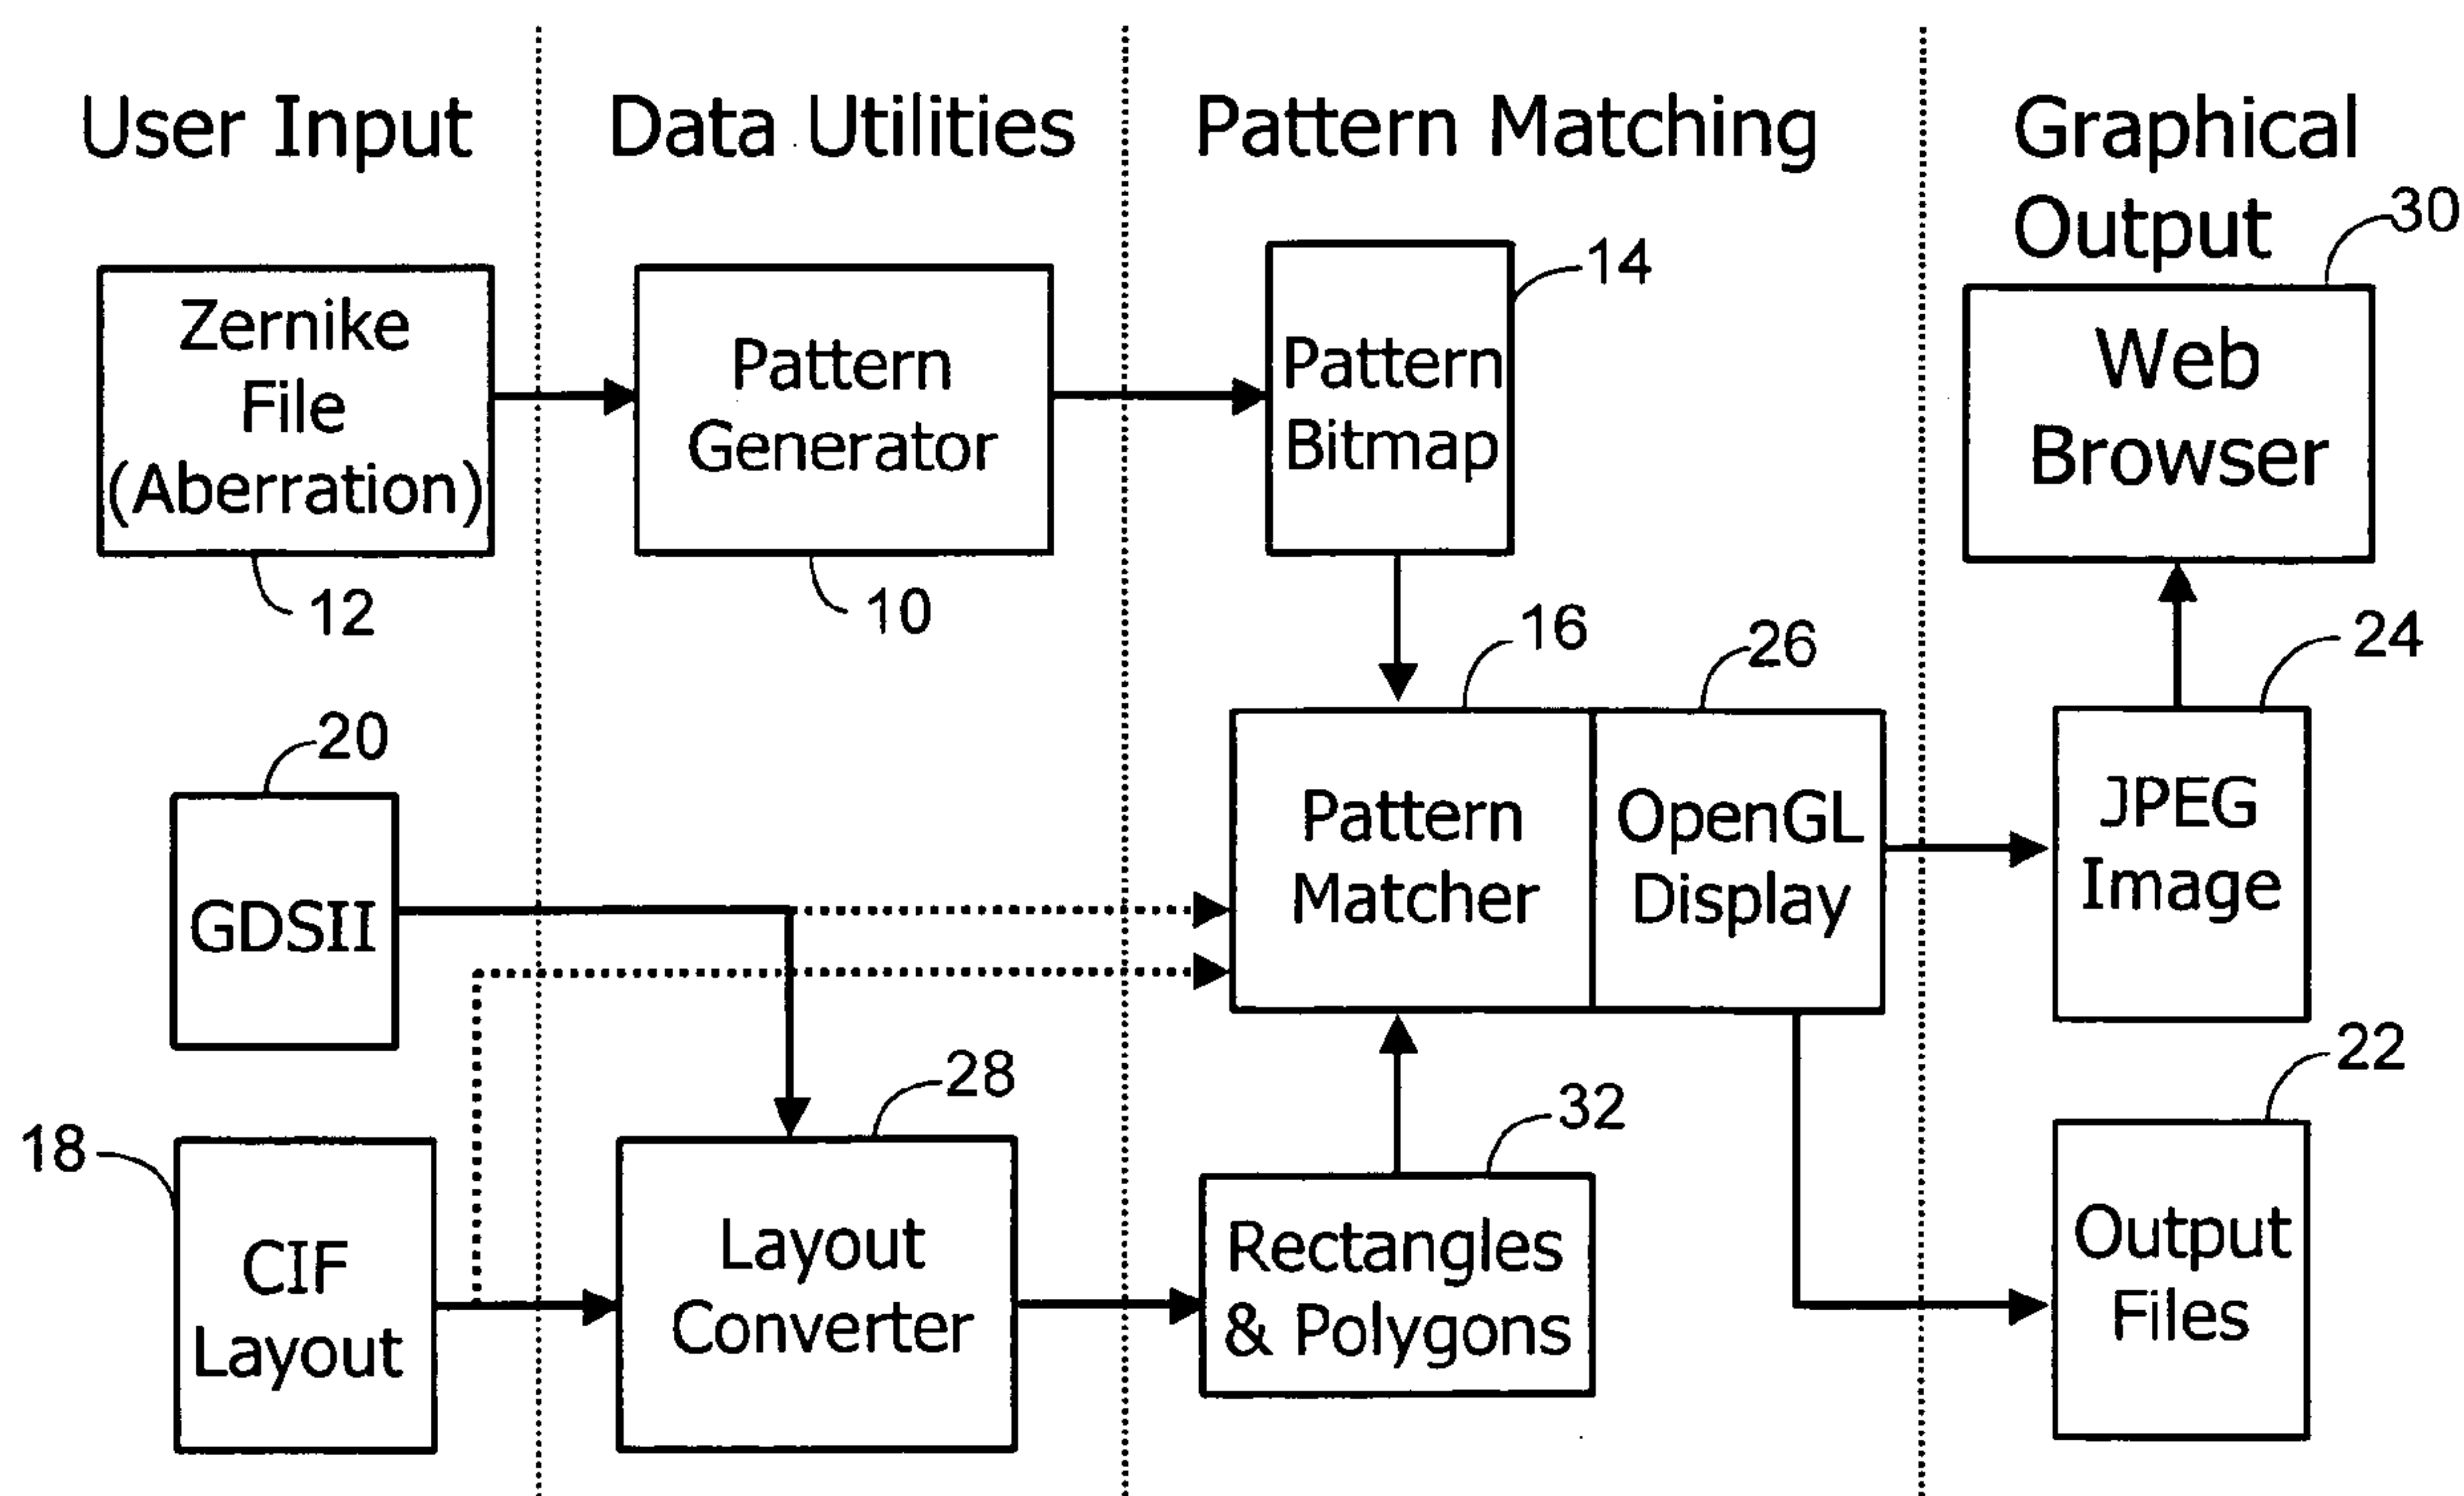 User Input
Data Utilities
Pattern Matching
Graphical
Output
30
Zernike
File
(Aberration)
12
Pattern
Generator
10
14
Pattern
Bitmap
Web
Browser
20
GDSII
16
26
Pattern
Matcher
OpenGL
Display
24
JPEG
Image
18
CIF
Layout
28
Layout
Converter
32
Rectangles
& Polygons
22
Output
Files